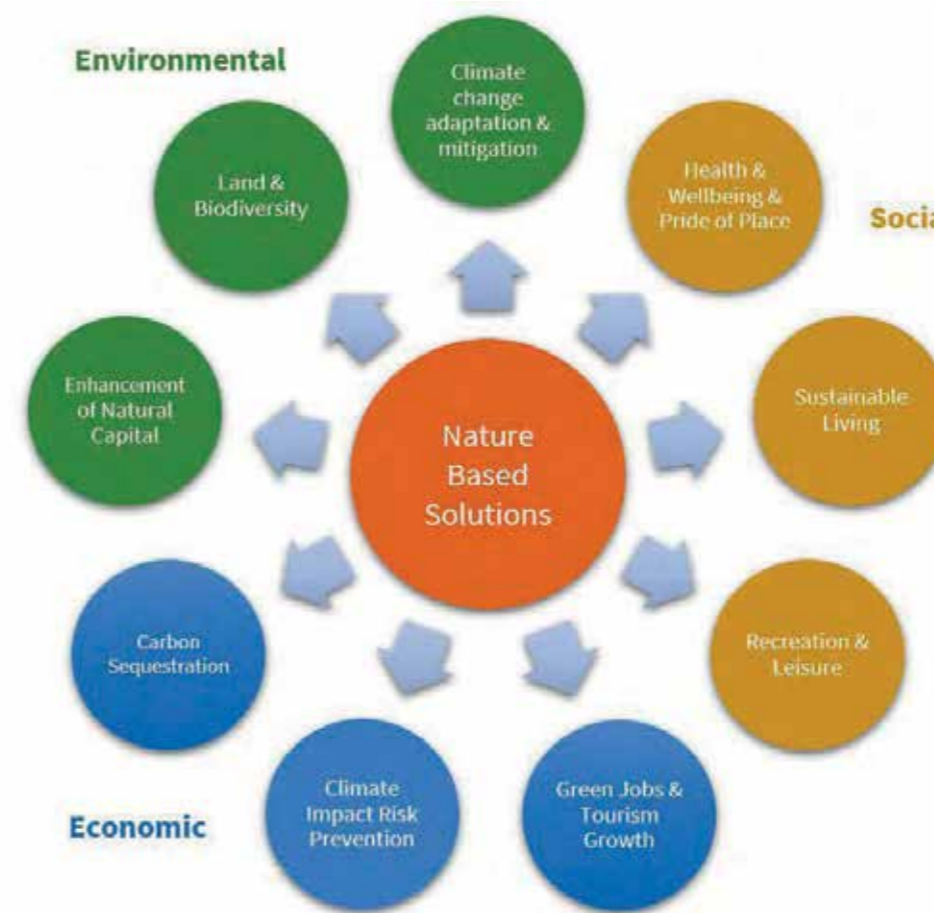 Environmental
Climate
change
adaptation &
mitigation
Land &
Biodiversity
Health &
Wellbeing &
Pride of Place
Socia
Enhancement
of Natural
Capital
Nature
Based
Solutions
Sustainable
Living
Carbon
Sequestration
Recreation &
Leisure
Climate
Impact Risk
Prevention
Green Jobs &
Tourism
Growth
Economic